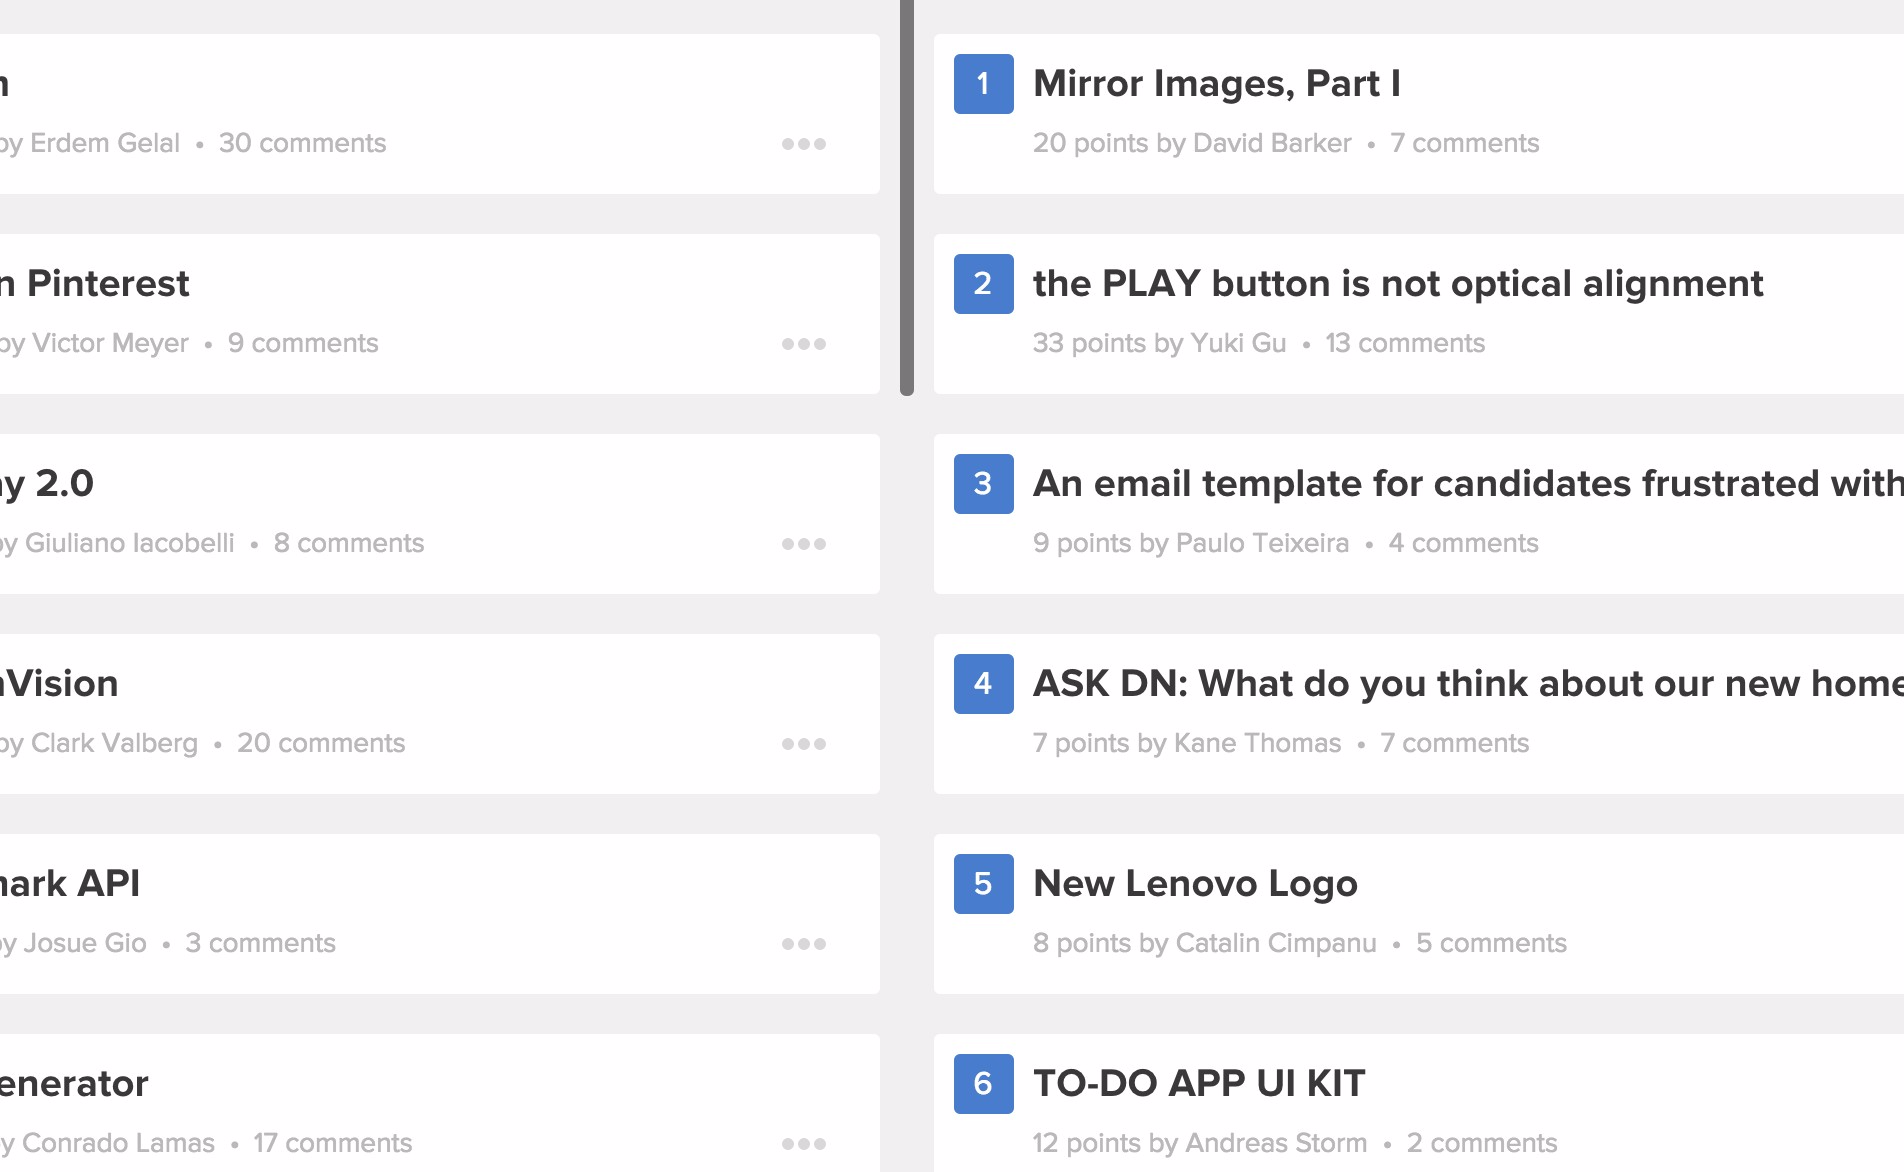 by Erdem Gelal • 30 comments
n Pinterest
by Victor Meyer • 9 comments
y 2.0
by Giuliano Iacobelli • 8 comments
Vision
by Clark Valberg • 20 comments
ark API
by Josue Gio • 3 comments
enerator
y Conrado Lamas • 17 comments
1 Mirror Images, Part I
20 points by David Barker • 7 comments
2 the PLAY button is not optical alignment
33 points by Yuki Gu • 13 comments
3 An email template for candidates frustrated with
9 points by Paulo Teixeira • 4 comments
4 ASK DN: What do you think about our new home
7 points by Kane Thomas • 7 comments
5 New Lenovo Logo
8 points by Catalin Cimpanu • 5 comments
6 TO-DO APP UI KIT
12 points by Andreas Storm • 2 comments